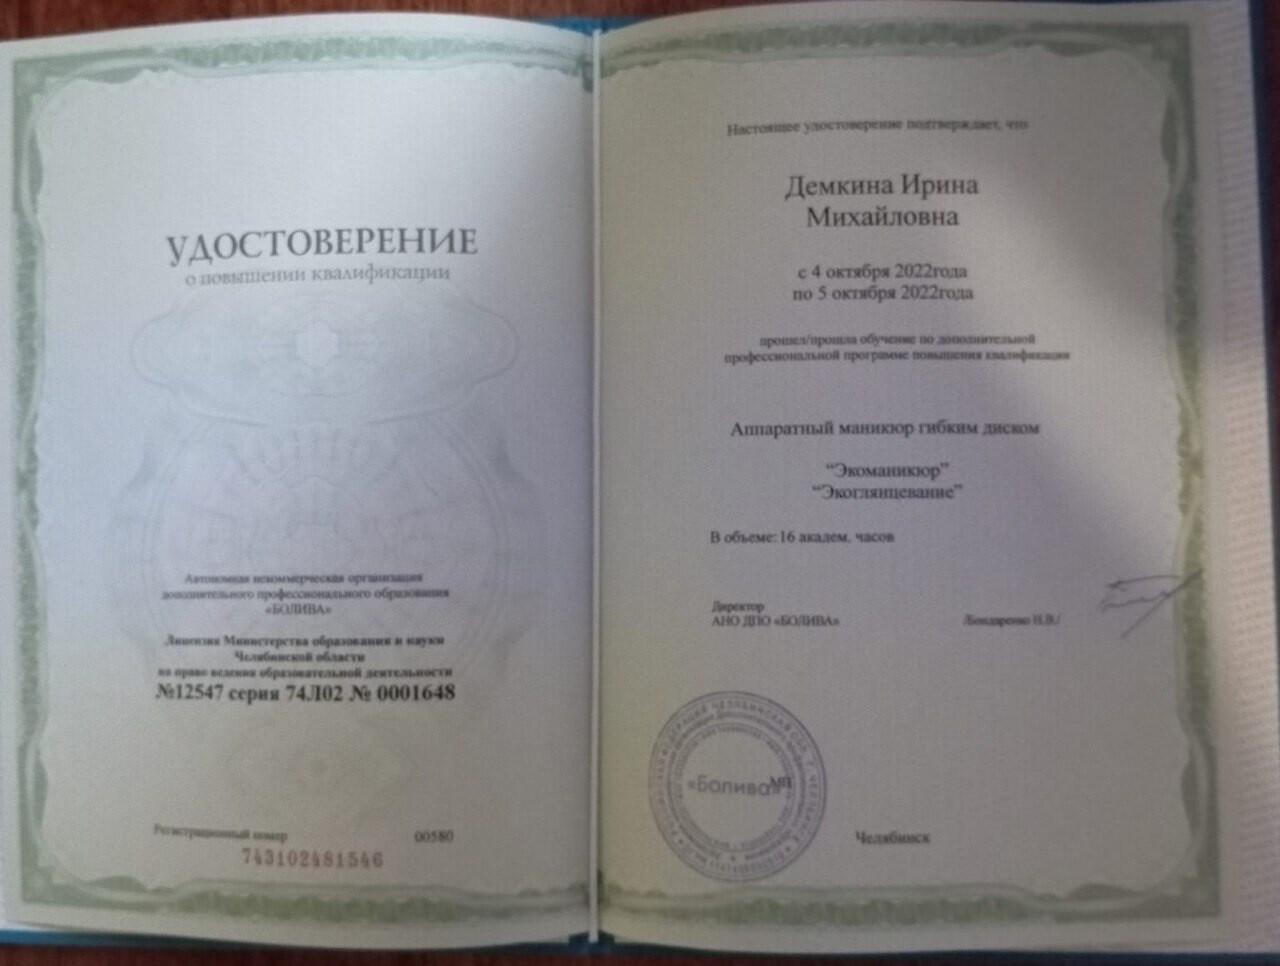 УДОСТОВЕРЕНИЕ
о повышении квалификации
Автономная некоммерческая организация
дополнительного профессионального образования
«БОЛИВА»
Лицензия Министерства образования и науки
Челябинской области
на право ведения образовательной деятельности
№12547 серия 74Л02 № 0001648
Регистрационный номер 00580
743102481546
Настоящее удостоверение подтверждает, что
Демкина Ирина
Михайловна
с 4 октября 2022года
по 5 октября 2022года
прошел/прошла обучение по дополнительной
профессиональной программе повышения квалификации
Аппаратный маникюр гибким диском
“Экоманикюр”
“Экоглянцевание”
В объеме: 16 академ. часов
Директор
АНО ДПО «БОЛИВА» /Бондаренко Н.В./
«Болива»
МП
Челябинск